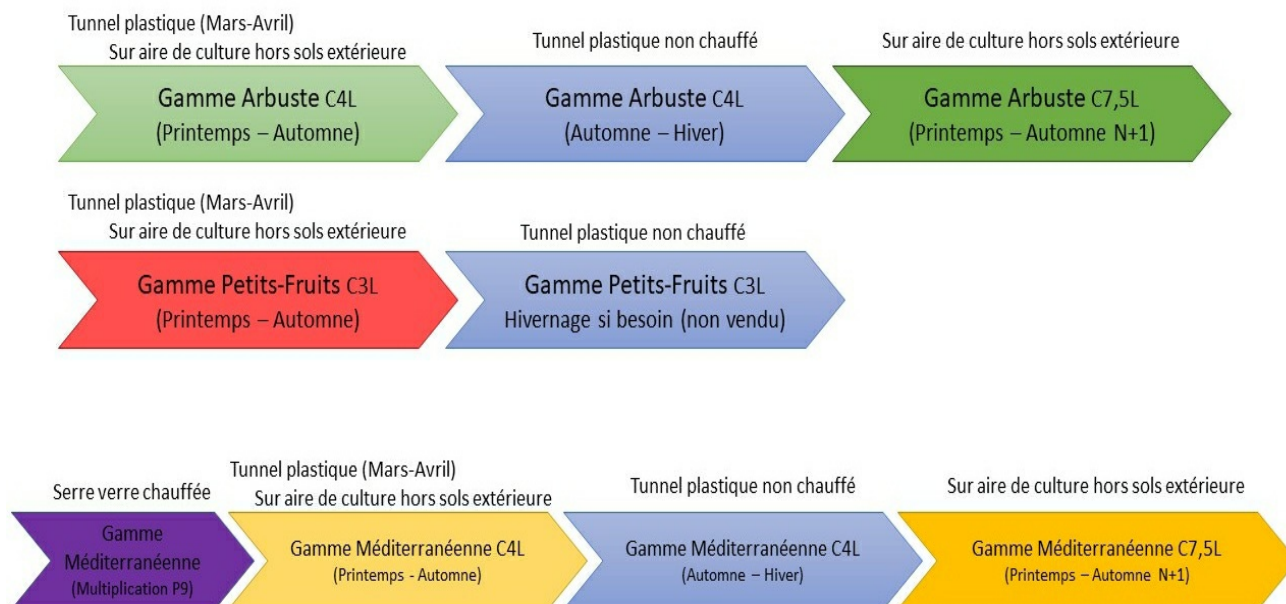 Tunnel plastique (Mars-Avril)
Sur aire de culture hors sols extérieure
Tunnel plastique non chauffé
Sur aire de culture hors sols extérieure
Gamme Arbuste C4L
(Printemps – Automne)
Gamme Arbuste C4L
(Automne – Hiver)
Gamme Arbuste C7,5L
(Printemps – Automne N+1)
Tunnel plastique (Mars-Avril)
Sur aire de culture hors sols extérieure
Tunnel plastique non chauffé
Gamme Petits-Fruits C3L
(Printemps – Automne)
Gamme Petits-Fruits C3L
Hivernage si besoin (non vendu)
Serre verre chauffée
Tunnel plastique (Mars-Avril)
Sur aire de culture hors sols extérieure
Tunnel plastique non chauffé
Sur aire de culture hors sols extérieure
Gamme
Méditerranéenne
(Multiplication P9)
Gamme Méditerranéenne C4L
(Printemps - Automne)
Gamme Méditerranéenne C4L
(Automne – Hiver)
Gamme Méditerranéenne C7,5L
(Printemps – Automne N+1)